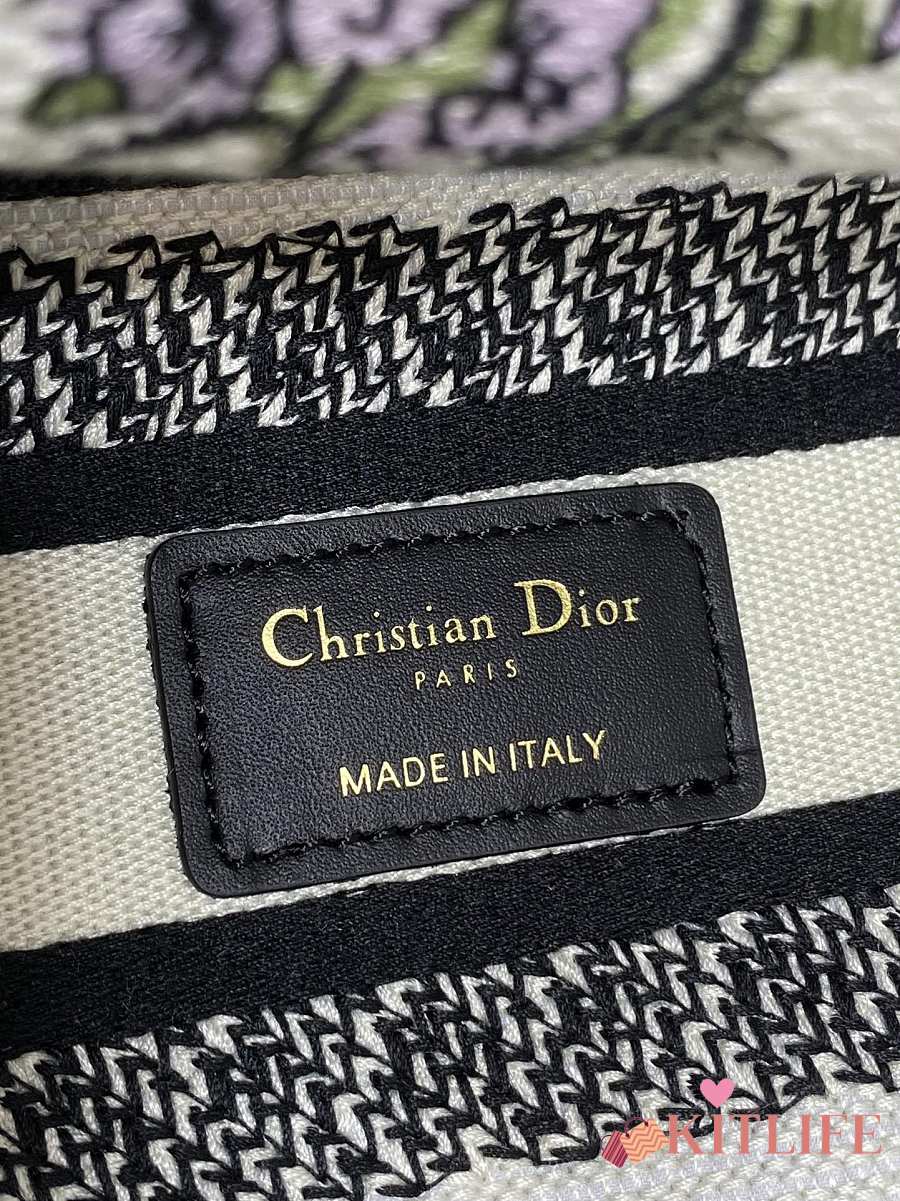 Christian Dior
PARIS
MADE IN ITALY
KITLIFE